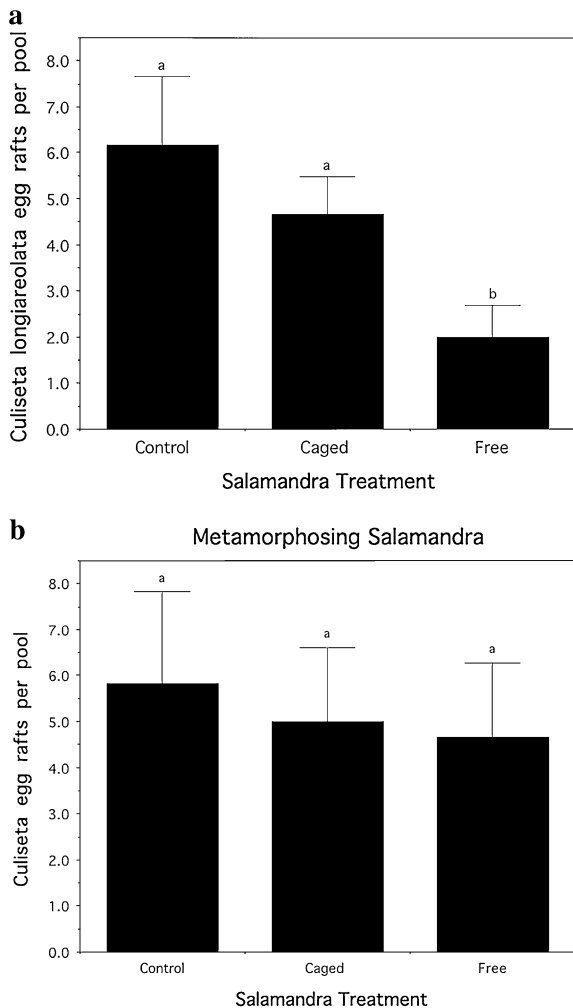 a
Culiseta longiareolata egg rafts per pool
8.0
7.0
6.0
5.0
4.0
3.0
2.0
1.0
0.0
a
a
b
Control Caged Free
Salamandra Treatment
b
Metamorphosing Salamandra
Culiseta egg rafts per pool
8.0
7.0
6.0
5.0
4.0
3.0
2.0
1.0
0.0
a
a
a
Control Caged Free
Salamandra Treatment